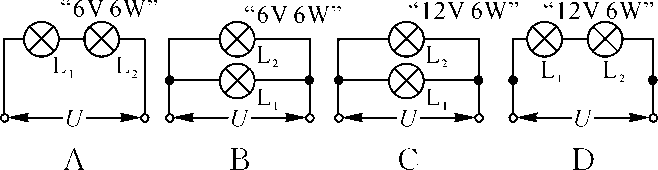 “6V 6W” “6V 6W” “12V 6W” “12V 6W”
L₁ L₂ L₂ L₂ L₁ L₂
L₁ L₁
U U U U
A B C D